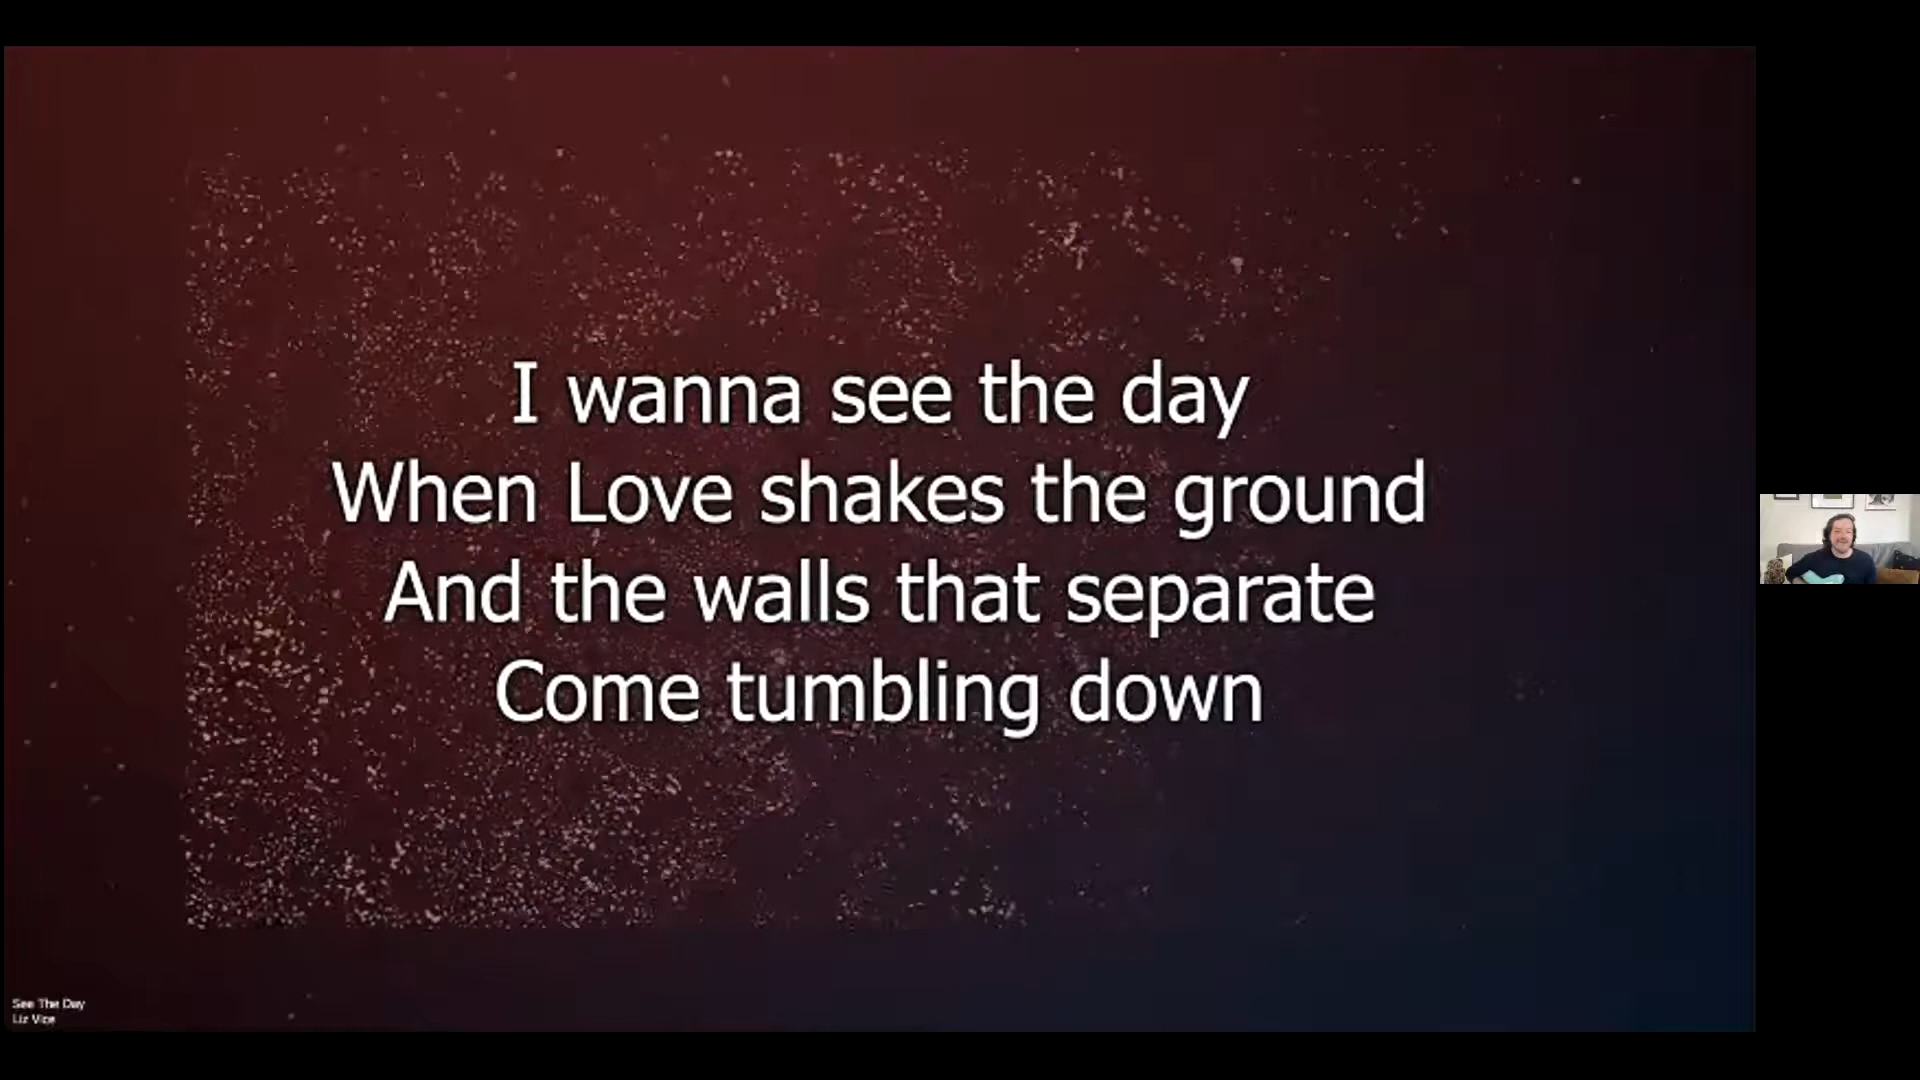 I wanna see the day
When Love shakes the ground
And the walls that separate
Come tumbling down
See The Day
Liz Vice